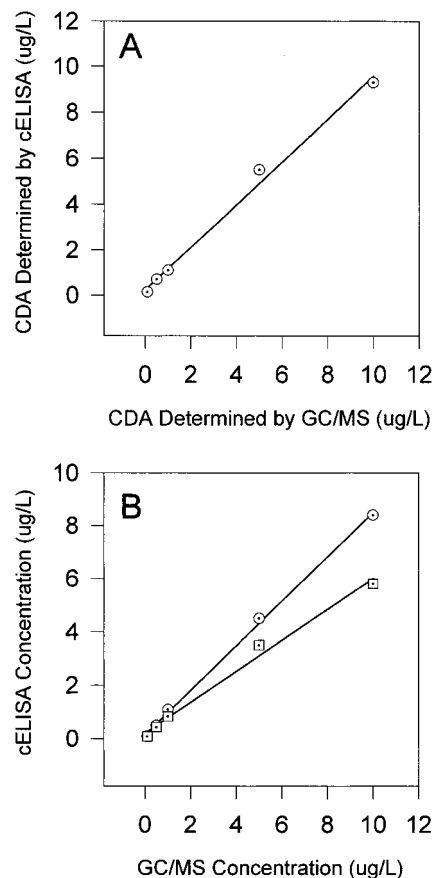 A
CDA Determined by cELISA (ug/L)
12
10
8
6
4
2
0
0 2 4 6 8 10 12
CDA Determined by GC/MS (ug/L)
B
cELISA Concentration (ug/L)
10
8
6
4
2
0
0 2 4 6 8 10 12
GC/MS Concentration (ug/L)